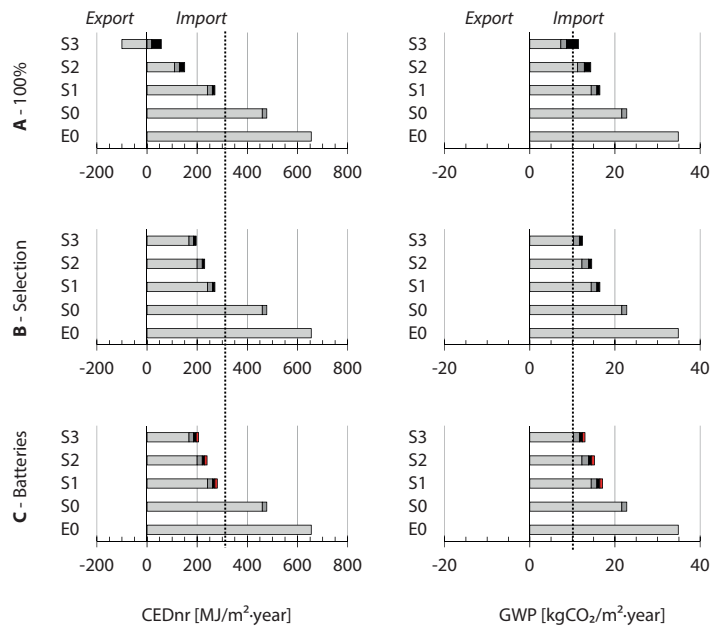 Export Import Export Import
S3 S3
S2 S2
S1 S1
S0 S0
E0 E0
A - 100%
-200 0 200 400 600 800 -20 0 20 40
S3 S3
S2 S2
S1 S1
S0 S0
E0 E0
B - Selection
-200 0 200 400 600 800 -20 0 20 40
S3 S3
S2 S2
S1 S1
S0 S0
E0 E0
C - Batteries
-200 0 200 400 600 800 -20 0 20 40
CEDnr [MJ/m²·year] GWP [kgCO₂/m²·year]